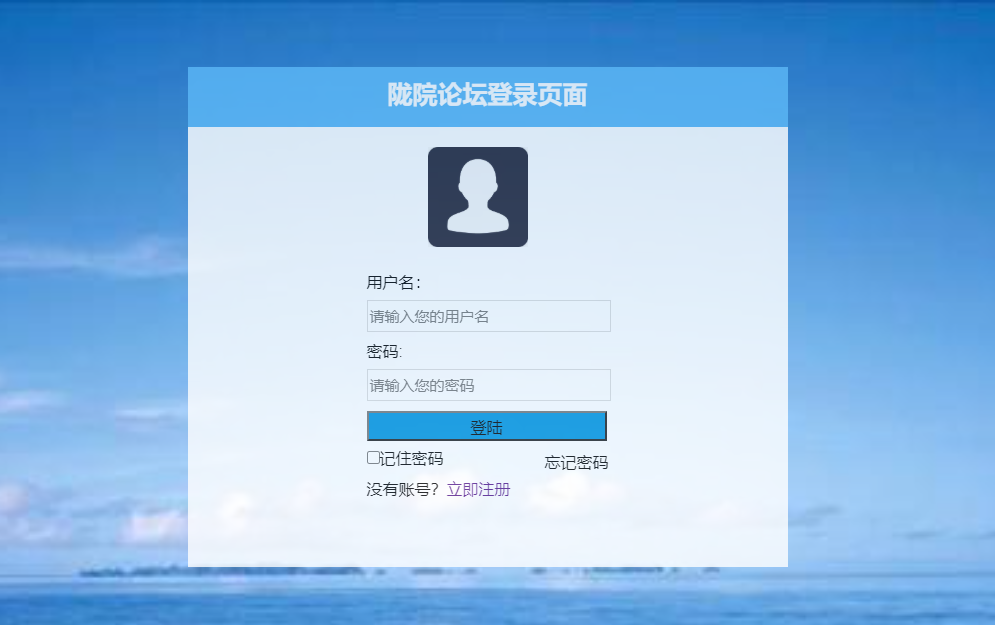 陇院论坛登录页面
用户名：
请输入您的用户名
密码:
请输入您的密码
登陆
记住密码 忘记密码
没有账号？立即注册